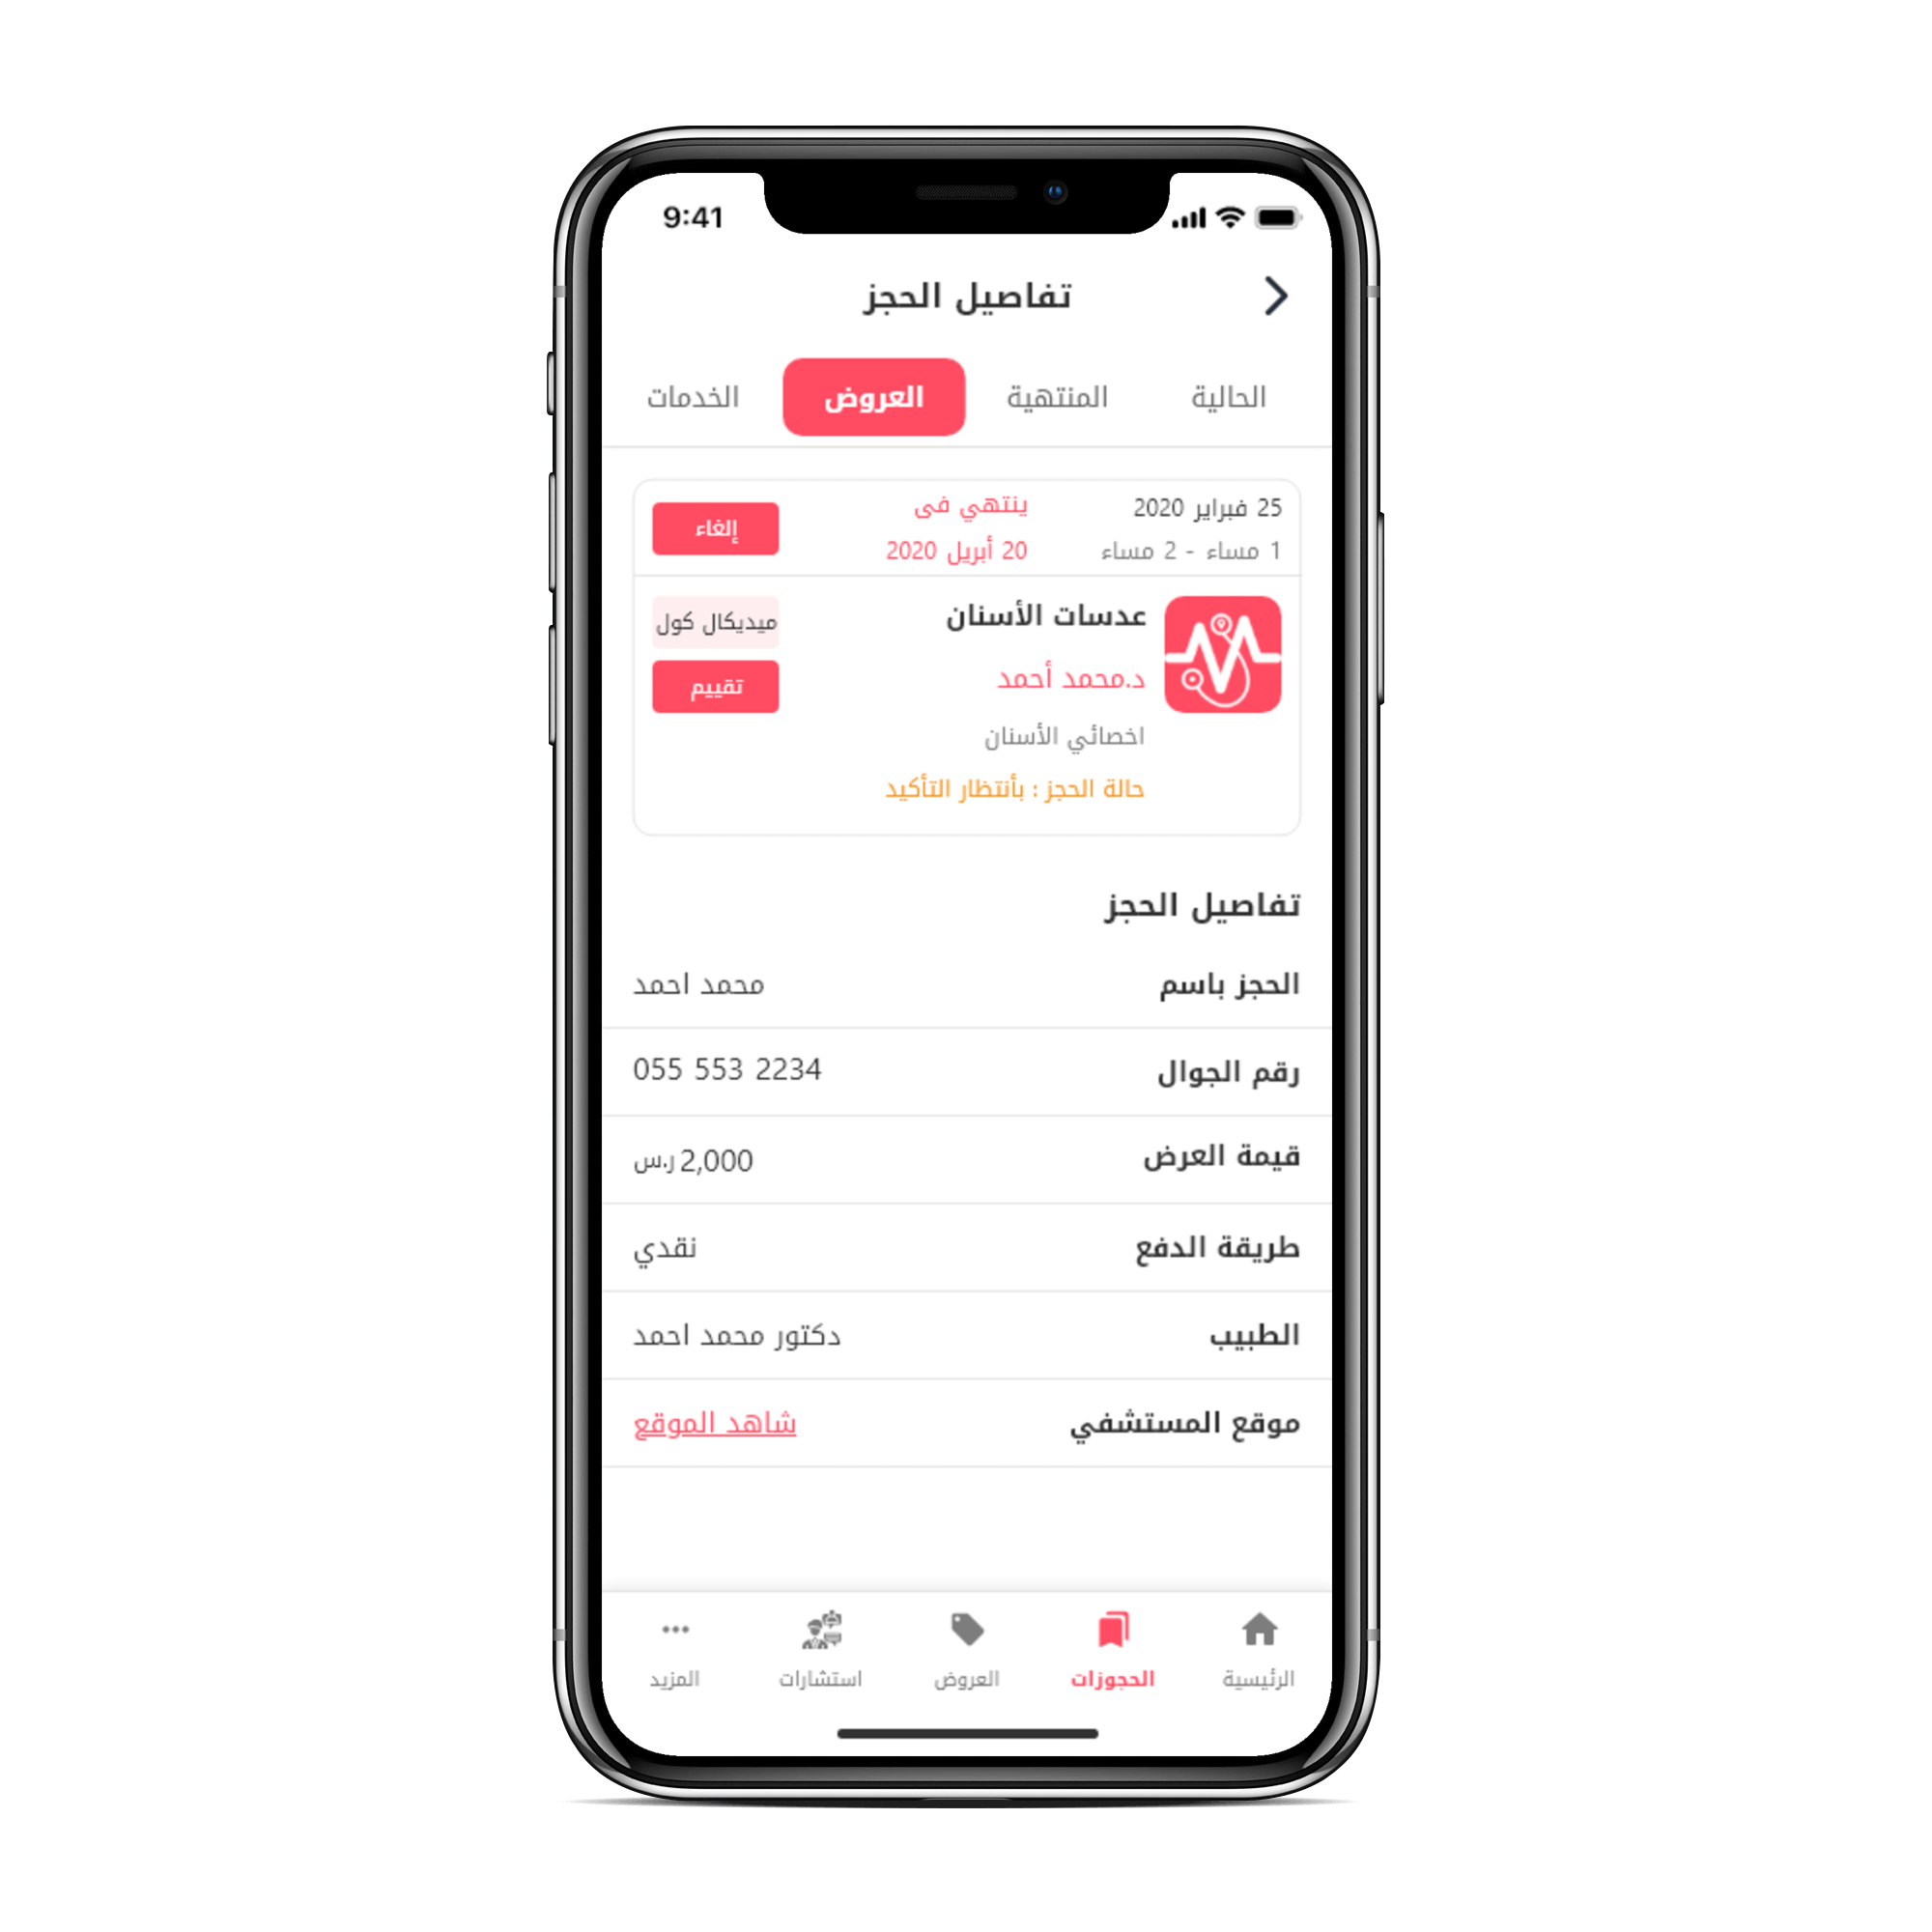 9:41
تفاصيل الحجز
الحالية
المنتهية
العروض
الخدمات
25 فبراير 2020
1 مساء - 2 مساء
ينتهي فى
20 أبريل 2020
إلغاء
عدسات الأسنان
د.محمد أحمد
اخصائي الأسنان
حالة الحجز : بأنتظار التأكيد
ميديكال كول
تقييم
تفاصيل الحجز
الحجز باسم
محمد احمد
رقم الجوال
055 553 2234
قيمة العرض
2,000 ر.س
طريقة الدفع
نقدي
الطبيب
دكتور محمد احمد
موقع المستشفي
شاهد الموقع
الرئيسية
الحجوزات
العروض
استشارات
المزيد